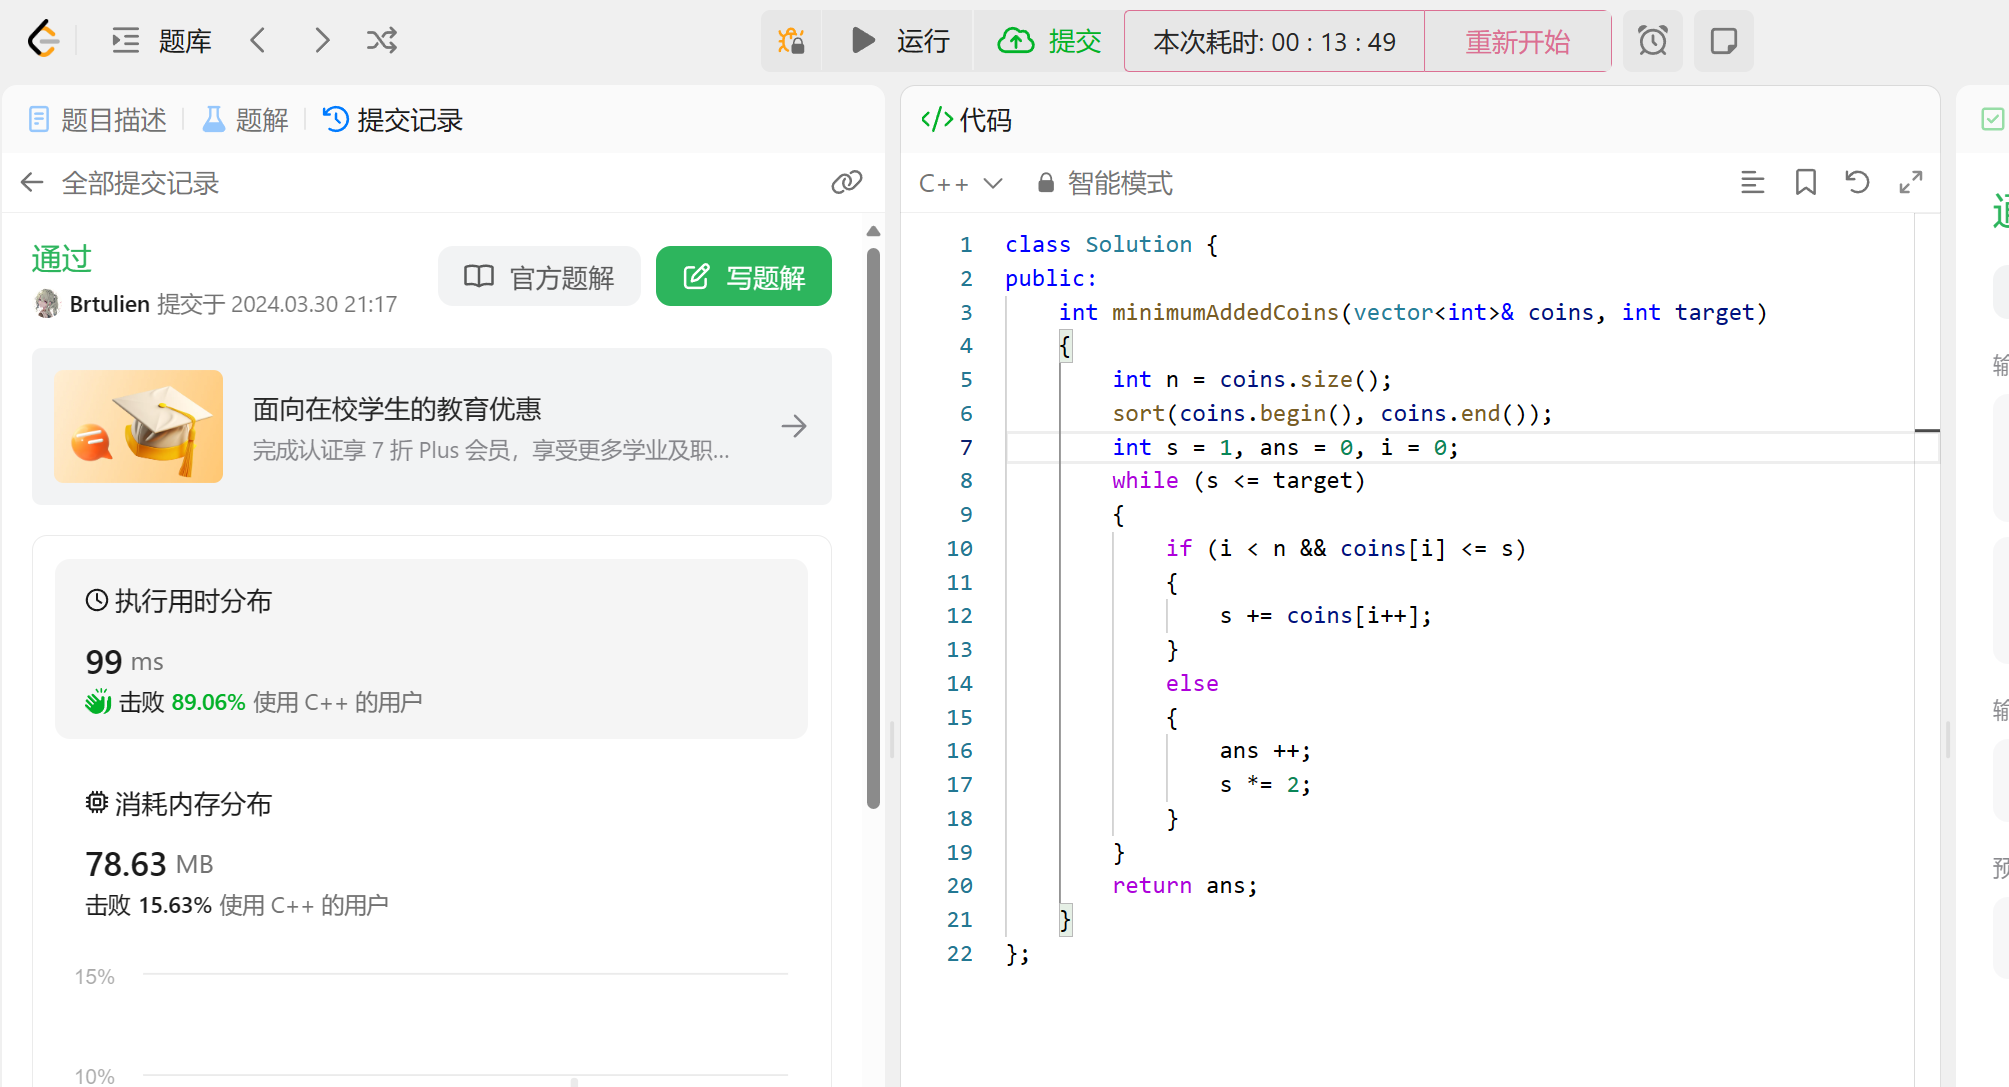 题库
运行
提交
本次耗时: 00 : 13 : 49
重新开始
题目描述
题解
提交记录
全部提交记录
通过
官方题解
写题解
Brtulien 提交于 2024.03.30 21:17
面向在校学生的教育优惠
完成认证享 7 折 Plus 会员，享受更多学业及职...
执行用时分布
99 ms
击败 89.06% 使用 C++ 的用户
消耗内存分布
78.63 MB
击败 15.63% 使用 C++ 的用户
15%
10%
</> 代码
C++
智能模式
1 class Solution {
2 public:
3     int minimumAddedCoins(vector<int>& coins, int target)
4     {
5         int n = coins.size();
6         sort(coins.begin(), coins.end());
7         int s = 1, ans = 0, i = 0;
8         while (s <= target)
9         {
10             if (i < n && coins[i] <= s)
11             {
12                 s += coins[i++];
13             }
14             else
15             {
16                 ans ++;
17                 s *= 2;
18             }
19         }
20         return ans;
21     }
22 };